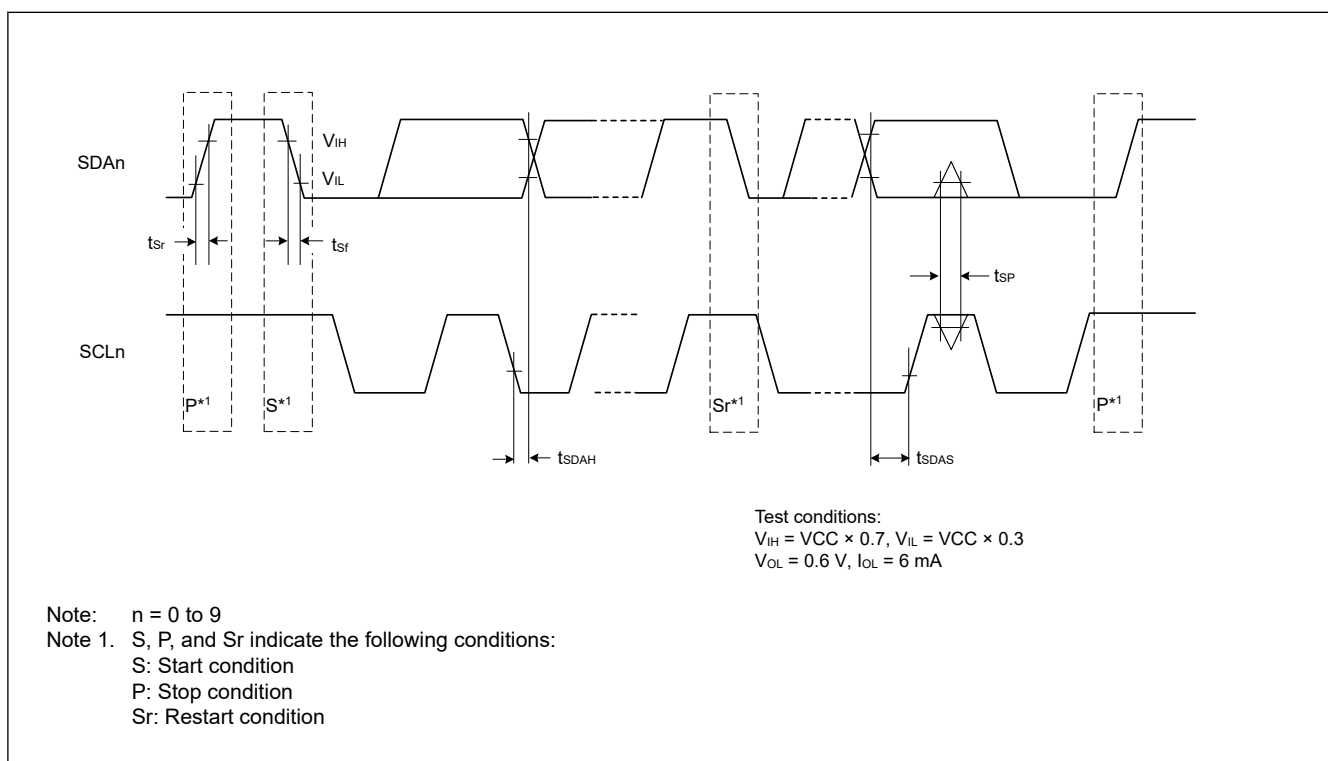 SDAn
VIH
VIL
tSr
tSf
tSP
SCLn
P*1
S*1
Sr*1
P*1
tSDAH
tSDAS
Test conditions:
VIH = VCC × 0.7, VIL = VCC × 0.3
VOL = 0.6 V, IOL = 6 mA
Note: n = 0 to 9
Note 1. S, P, and Sr indicate the following conditions:
S: Start condition
P: Stop condition
Sr: Restart condition